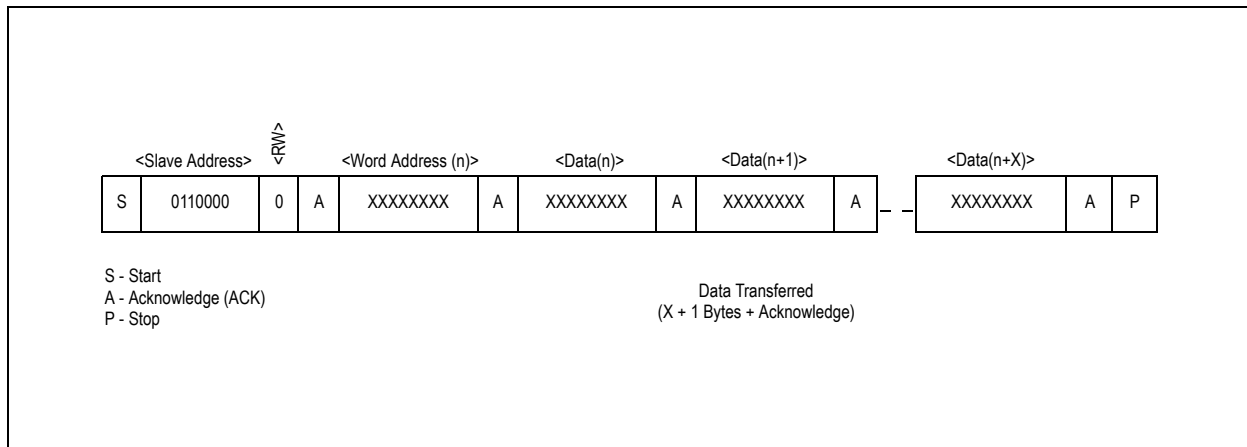 <Slave Address> <RW> <Word Address (n)> <Data(n)> <Data(n+1)> <Data(n+X)>
S 0110000 0 A XXXXXXXX A XXXXXXXX A XXXXXXXX A XXXXXXXX A P
S - Start
A - Acknowledge (ACK)
P - Stop
Data Transferred
(X + 1 Bytes + Acknowledge)